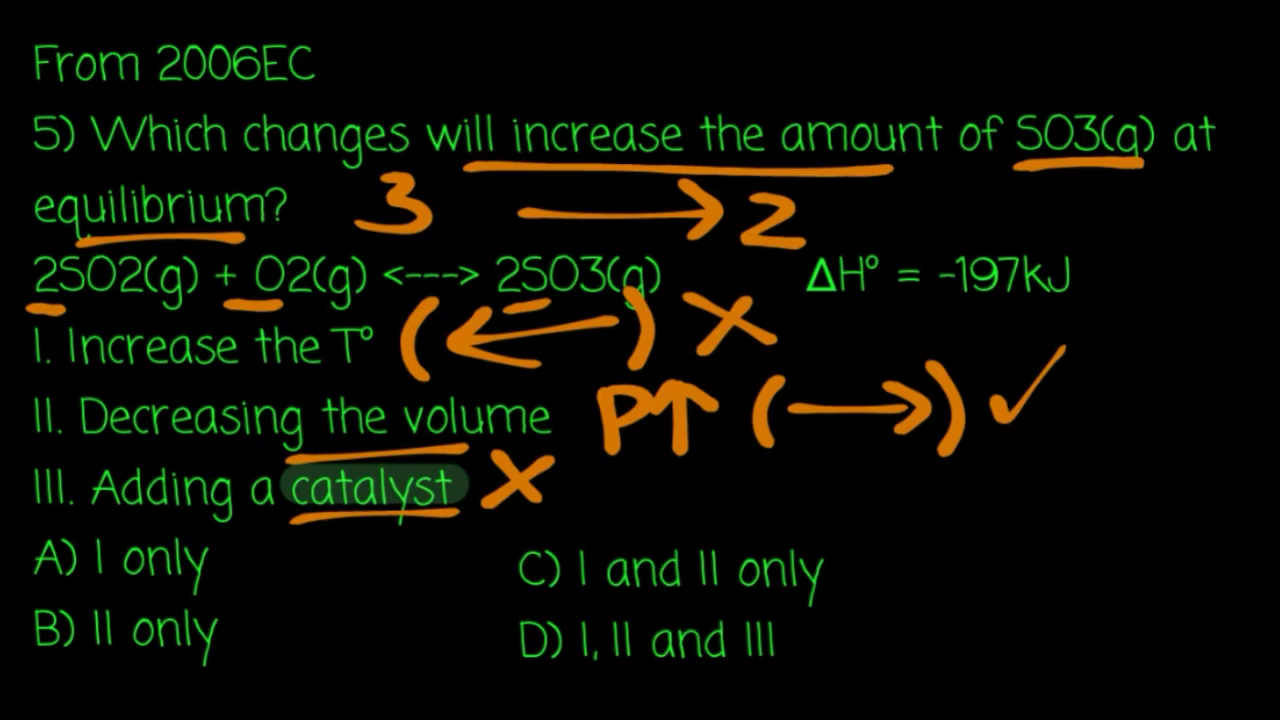 From 2006EC
5) Which changes will increase the amount of SO3(g) at
equilibrium? 3 → 2
2SO2(g) + O2(g) <---> 2SO3(g) ΔH° = -197kJ
I. Increase the T° (←) X
II. Decreasing the volume P↑ (→) ✓
III. Adding a catalyst X
A) I only C) I and II only
B) II only D) I, II and III